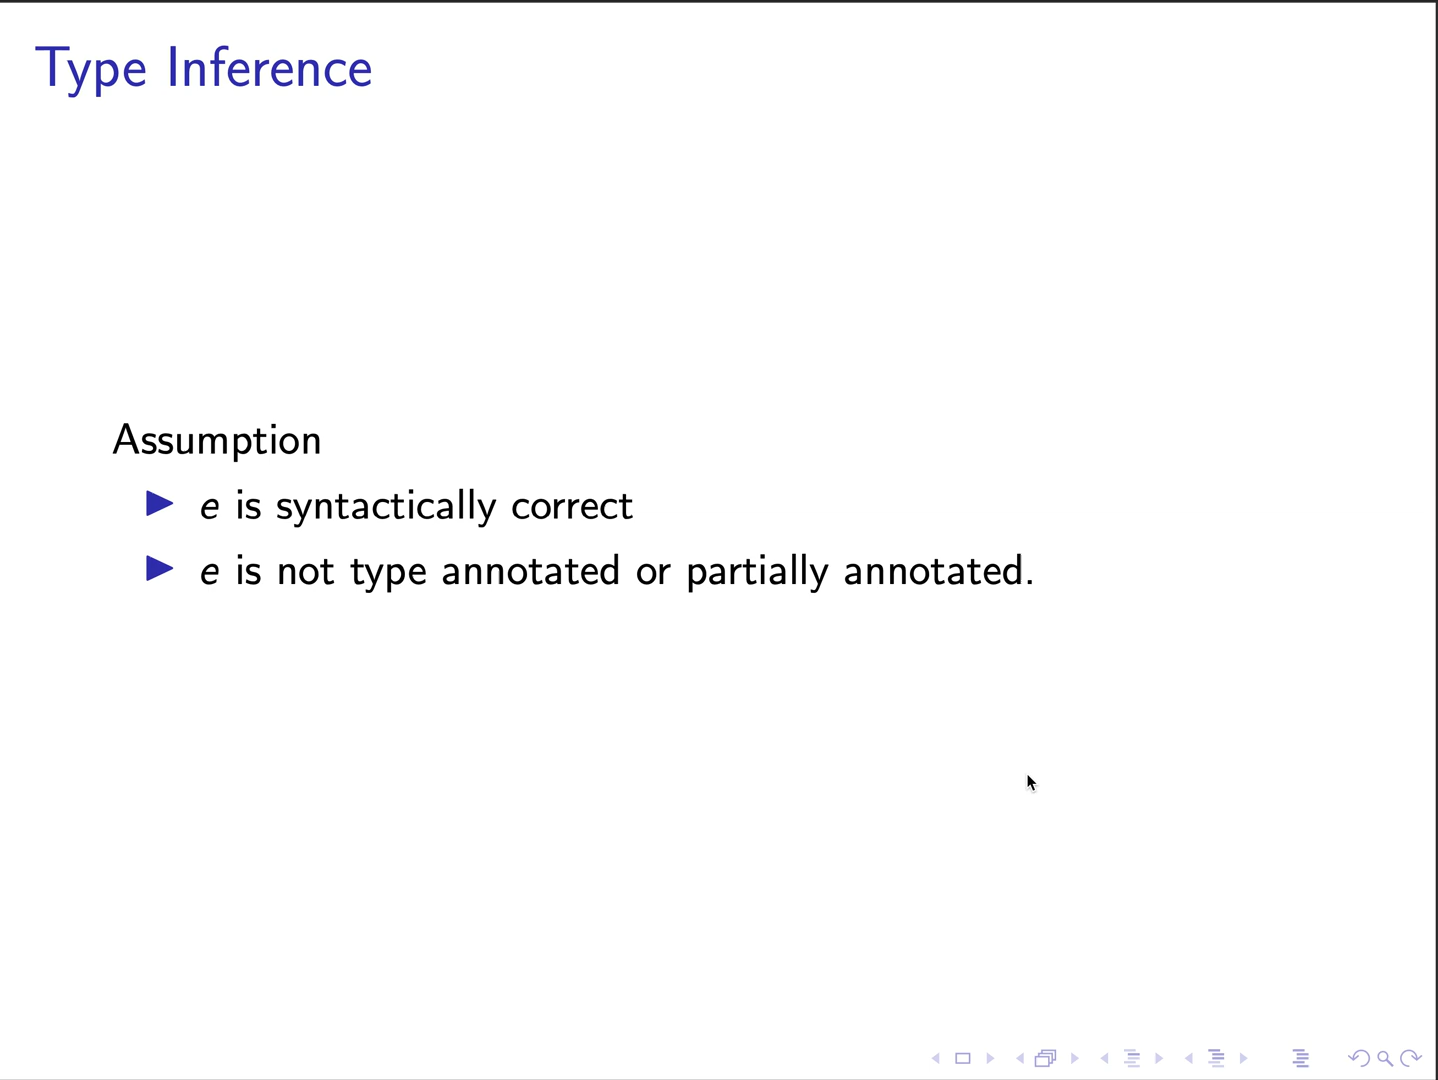 Type Inference
Assumption
e is syntactically correct
e is not type annotated or partially annotated.